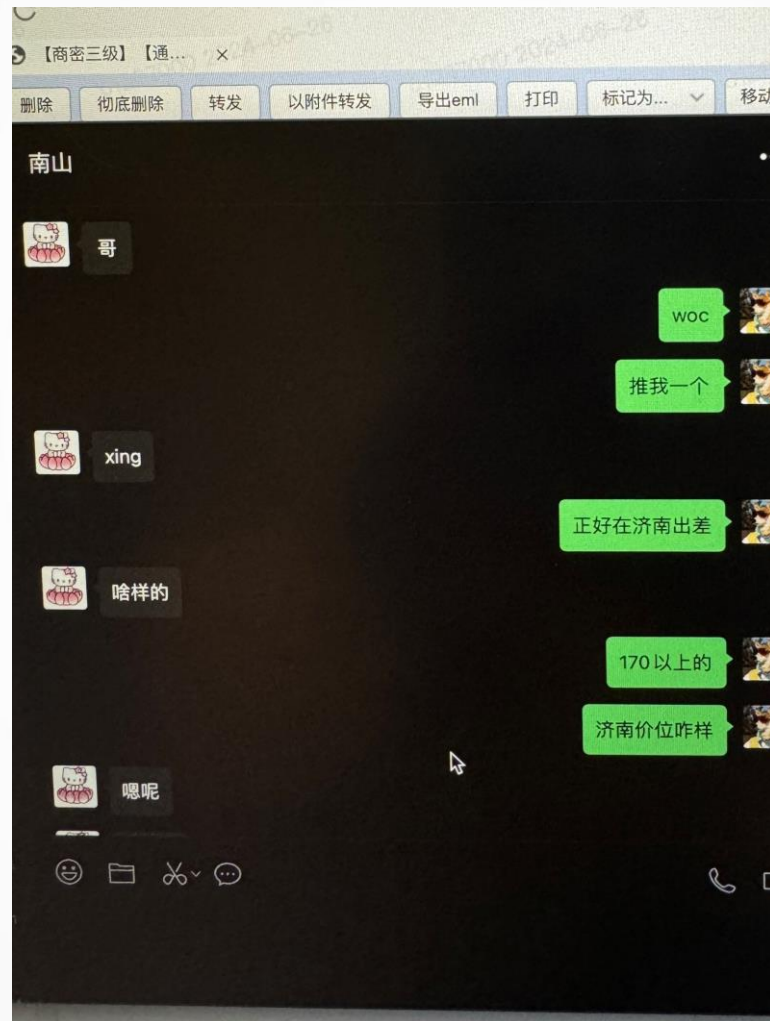 【商密三级】【通...
2024-06-26
删除 彻底删除 转发 以附件转发 导出eml 打印 标记为... 移动
南山
哥
woc
推我一个
xing
正好在济南出差
啥样的
170以上的
济南价位咋样
嗯呢